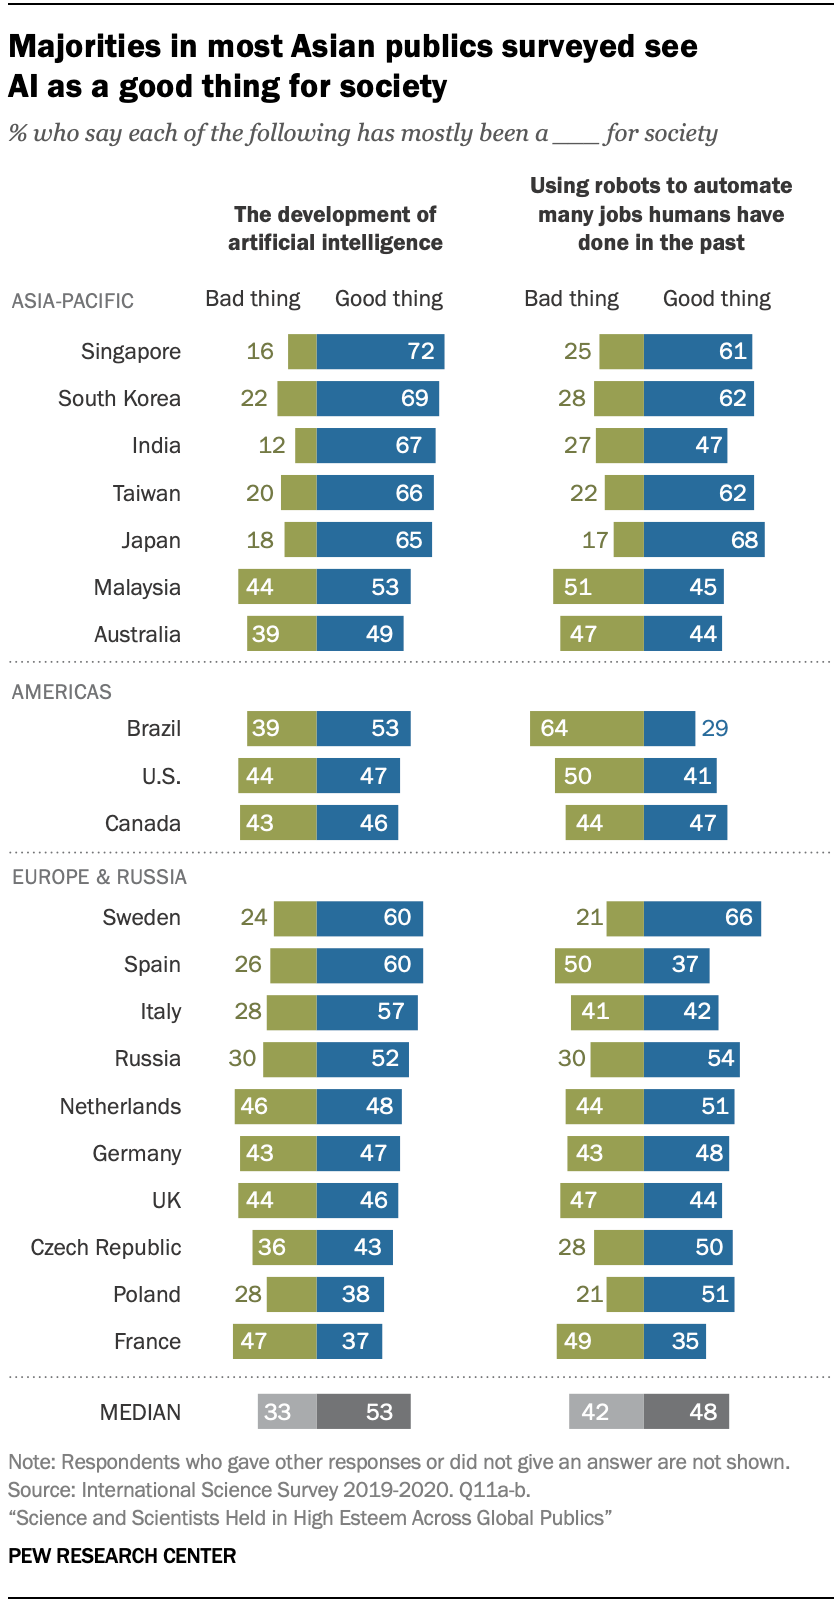 Majorities in most Asian publics surveyed see
AI as a good thing for society
% who say each of the following has mostly been a ____ for society
The development of
artificial intelligence
Using robots to automate
many jobs humans have
done in the past
ASIA-PACIFIC Bad thing Good thing Bad thing Good thing
Singapore 16 72 25 61
South Korea 22 69 28 62
India 12 67 27 47
Taiwan 20 66 22 62
Japan 18 65 17 68
Malaysia 44 53 51 45
Australia 39 49 47 44
AMERICAS
Brazil 39 53 64 29
U.S. 44 47 50 41
Canada 43 46 44 47
EUROPE & RUSSIA
Sweden 24 60 21 66
Spain 26 60 50 37
Italy 28 57 41 42
Russia 30 52 30 54
Netherlands 46 48 44 51
Germany 43 47 43 48
UK 44 46 47 44
Czech Republic 36 43 28 50
Poland 28 38 21 51
France 47 37 49 35
MEDIAN 33 53 42 48
Note: Respondents who gave other responses or did not give an answer are not shown.
Source: International Science Survey 2019-2020. Q11a-b.
“Science and Scientists Held in High Esteem Across Global Publics”
PEW RESEARCH CENTER